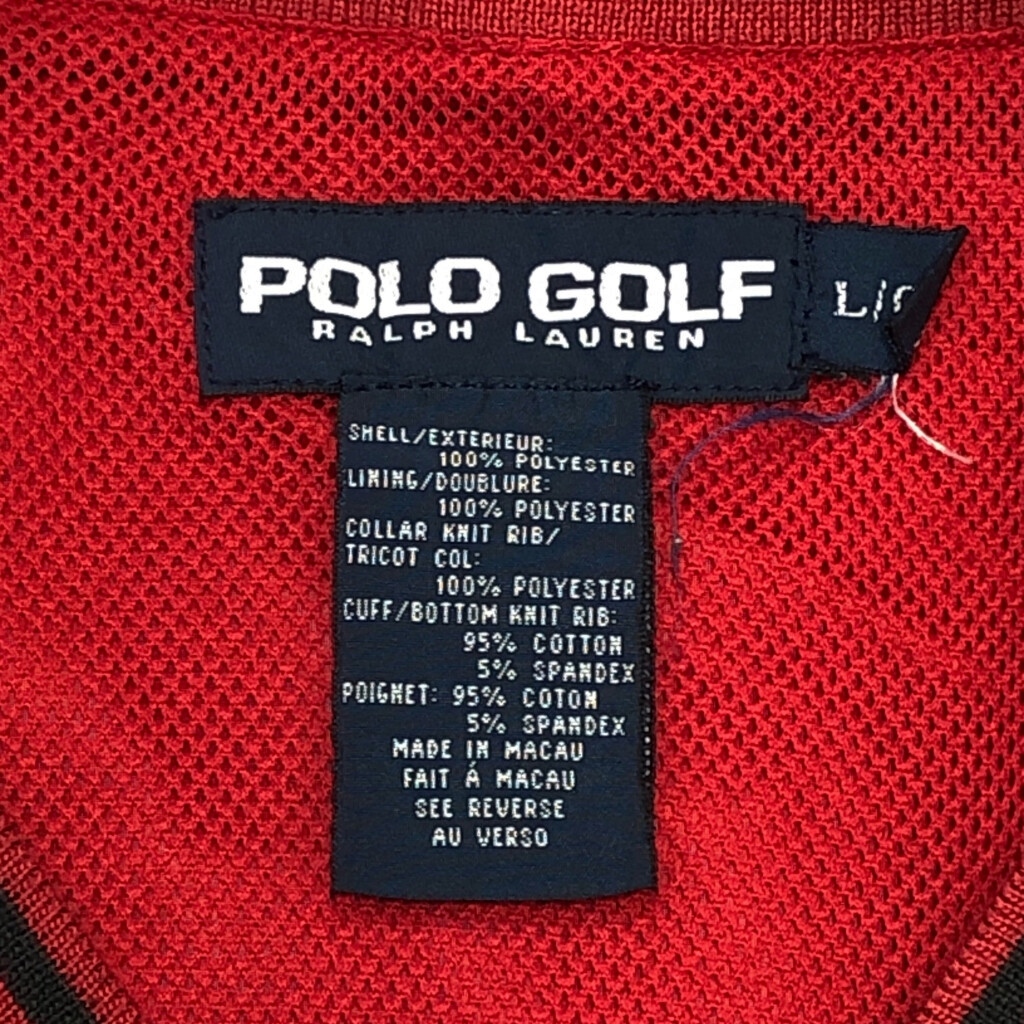 POLO GOLF
RALPH LAUREN
L/G
SHELL/EXTERIEUR:
100% POLYESTER
LINING/DOUBLURE:
100% POLYESTER
COLLAR KNIT RIB/
TRICOT COL:
100% POLYESTER
CUFF/BOTTOM KNIT RIB:
95% COTTON
5% SPANDEX
POIGNET: 95% COTON
5% SPANDEX
MADE IN MACAU
FAIT À MACAU
SEE REVERSE
AU VERSO